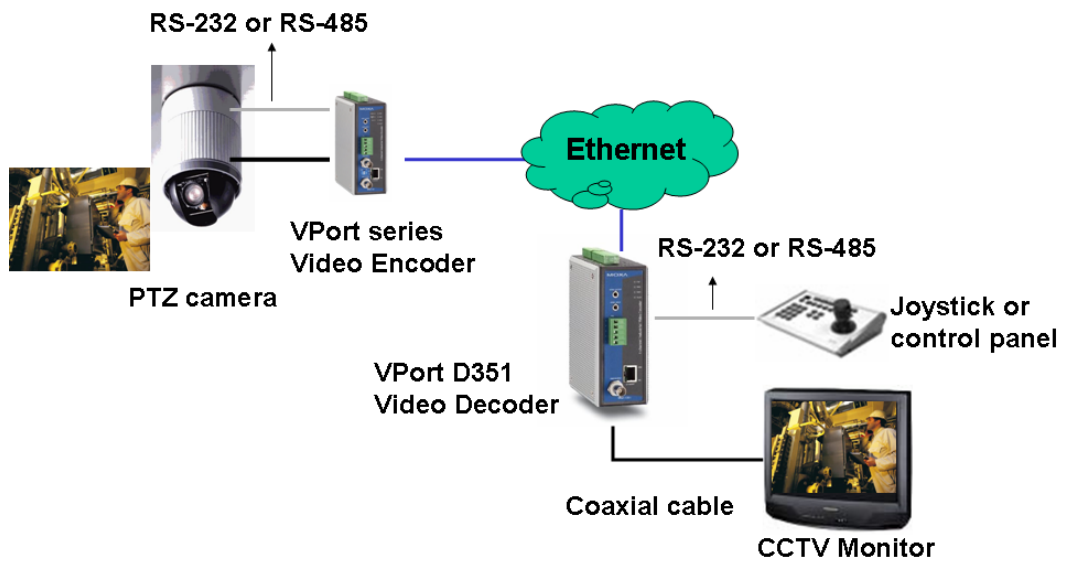 RS-232 or RS-485
Ethernet
VPort series
Video Encoder
PTZ camera
RS-232 or RS-485
Joystick or
control panel
VPort D351
Video Decoder
MOXA
Coaxial cable
CCTV Monitor